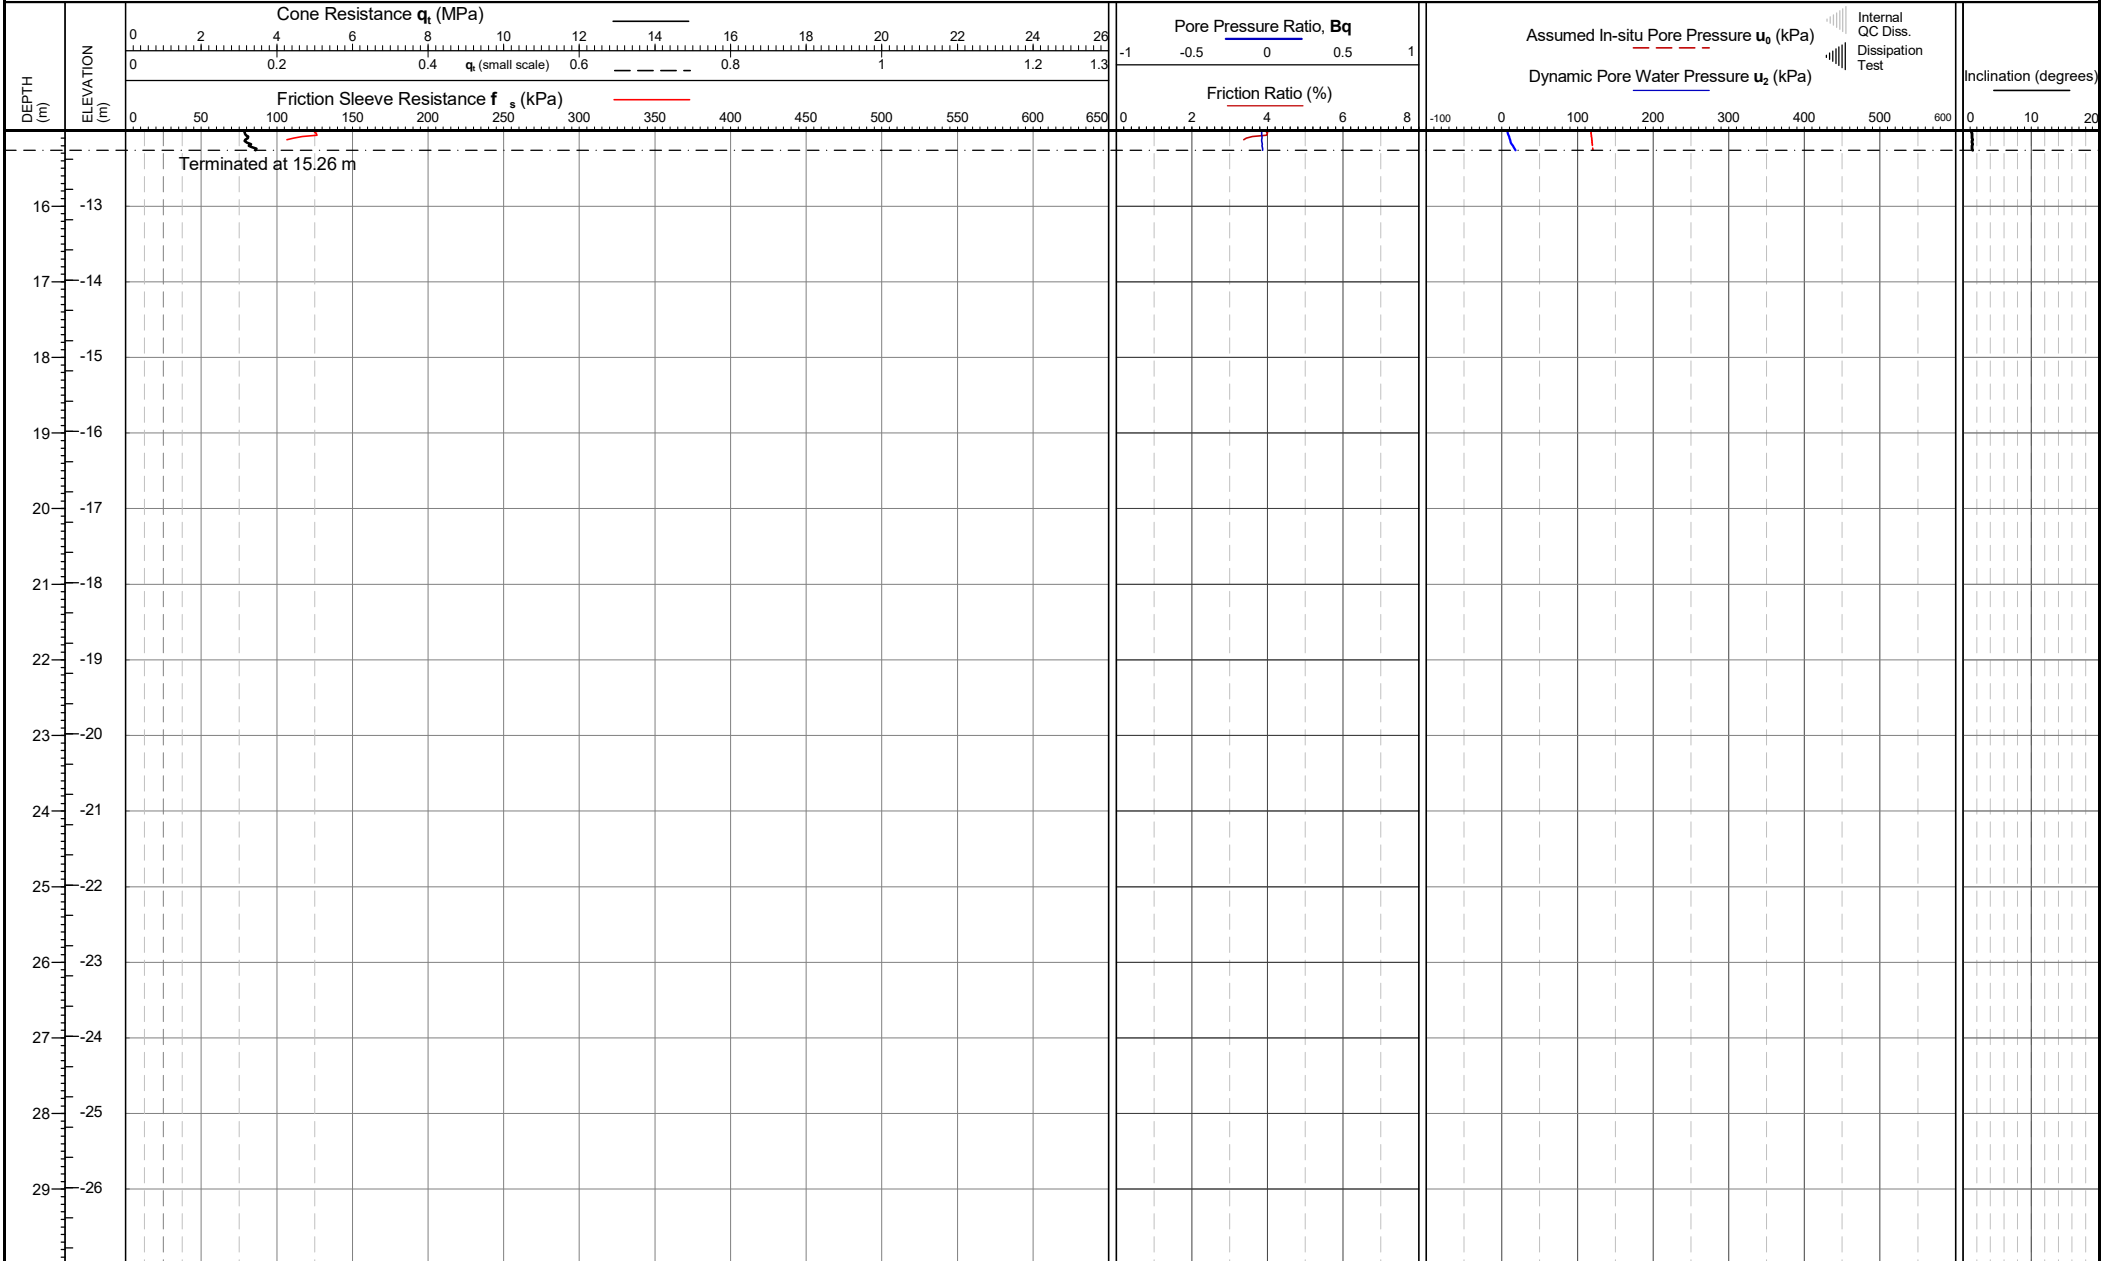 Cone Resistance qt (MPa)
0 2 4 6 8 10 12 14 16 18 20 22 24 26
0 0.2 0.4 qt (small scale) 0.6 0.8 1 1.2 1.3
Friction Sleeve Resistance f s (kPa)
0 50 100 150 200 250 300 350 400 450 500 550 600 650
DEPTH
(m)
ELEVATION
(m)
Pore Pressure Ratio, Bq
-1 -0.5 0 0.5 1
Friction Ratio (%)
0 2 4 6 8
Assumed In-situ Pore Pressure u0 (kPa)
Dynamic Pore Water Pressure u2 (kPa)
-100 0 100 200 300 400 500 600
Internal
QC Diss.
Dissipation
Test
Inclination (degrees)
0 10 20
Terminated at 15.26 m
16 -13
17 -14
18 -15
19 -16
20 -17
21 -18
22 -19
23 -20
24 -21
25 -22
26 -23
27 -24
28 -25
29 -26